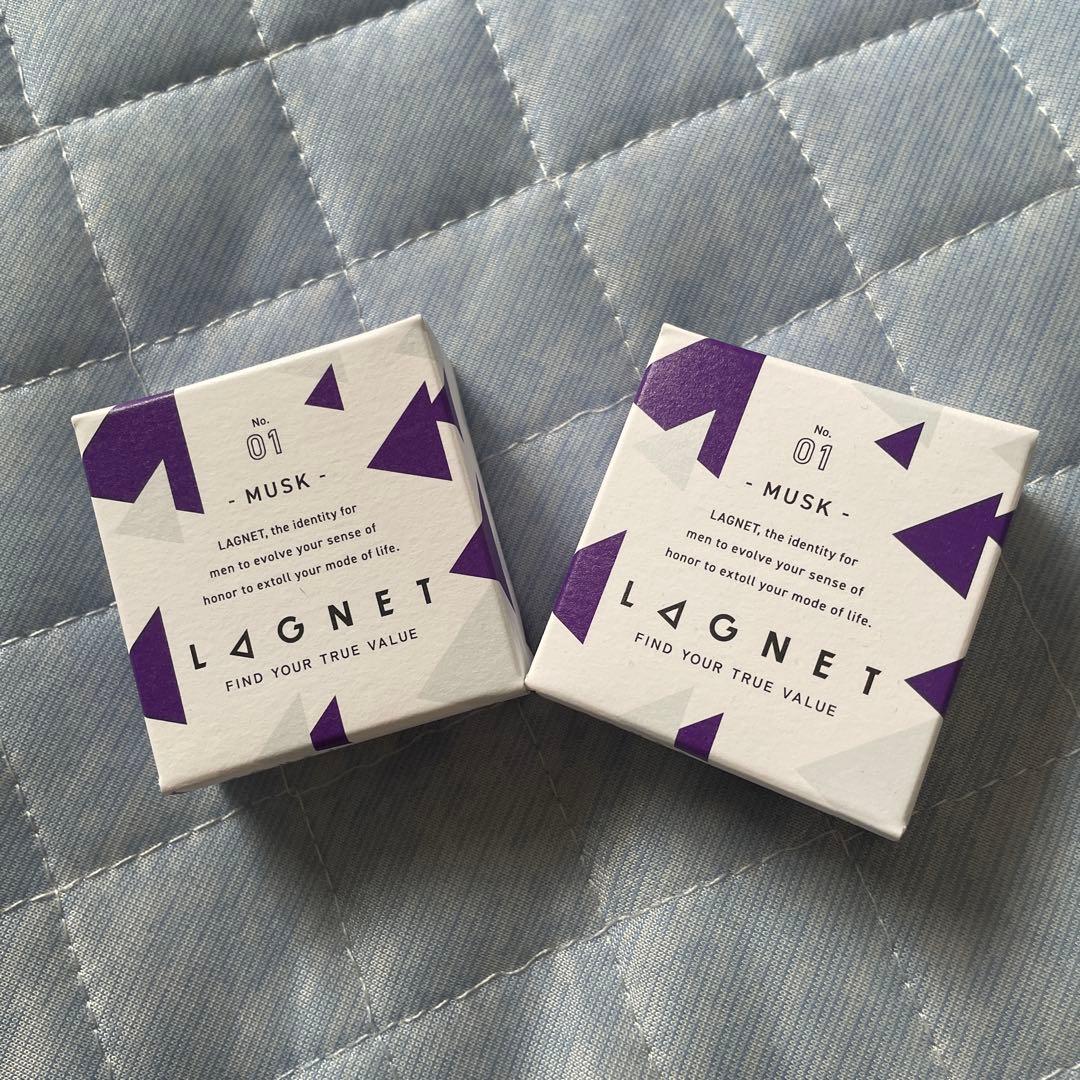 No.
01
- MUSK -
LAGNET, the identity for
men to evolve your sense of
honor to extoll your mode of life.
LAGNET
FIND YOUR TRUE VALUE
No.
01
- MUSK -
LAGNET, the identity for
men to evolve your sense of
honor to extoll your mode of life.
LAGNET
FIND YOUR TRUE VALUE